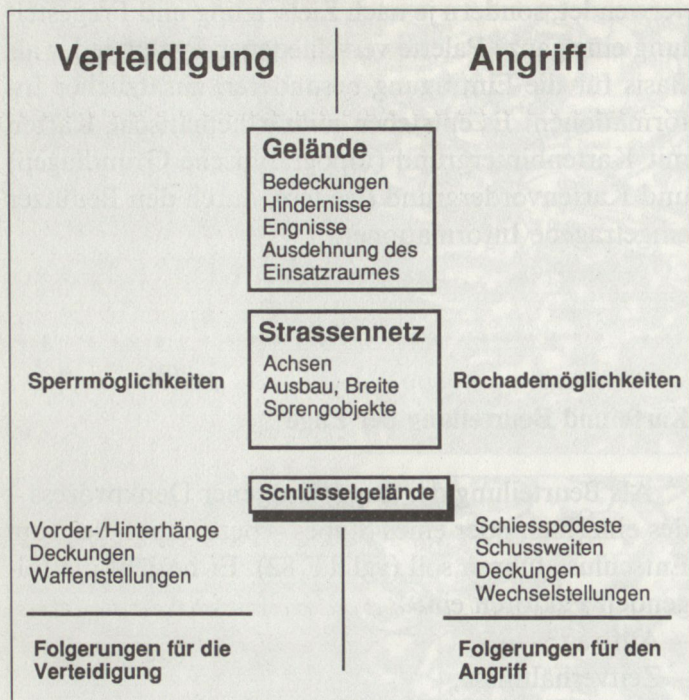 Verteidigung
Angriff
Gelände
Bedeckungen
Hindernisse
Engnisse
Ausdehnung des
Einsatzraumes
Strassennetz
Achsen
Ausbau, Breite
Sprengobjekte
Sperrmöglichkeiten
Rochademöglichkeiten
Schlüsselgelände
Vorder-/Hinterhänge
Deckungen
Waffenstellungen
Schiesspodeste
Schussweiten
Deckungen
Wechselstellungen
Folgerungen für die
Verteidigung
Folgerungen für den
Angriff